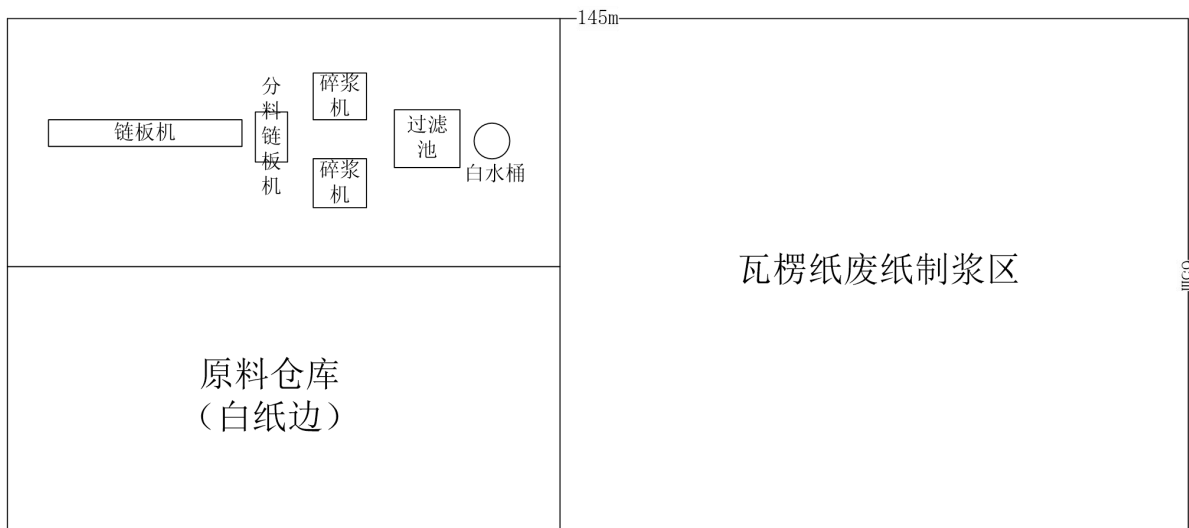 145m
分
料
链
板
机
碎浆
机
链板机
过滤
池
碎浆
机
白水桶
瓦楞纸废纸制浆区
原料仓库
（白纸边）